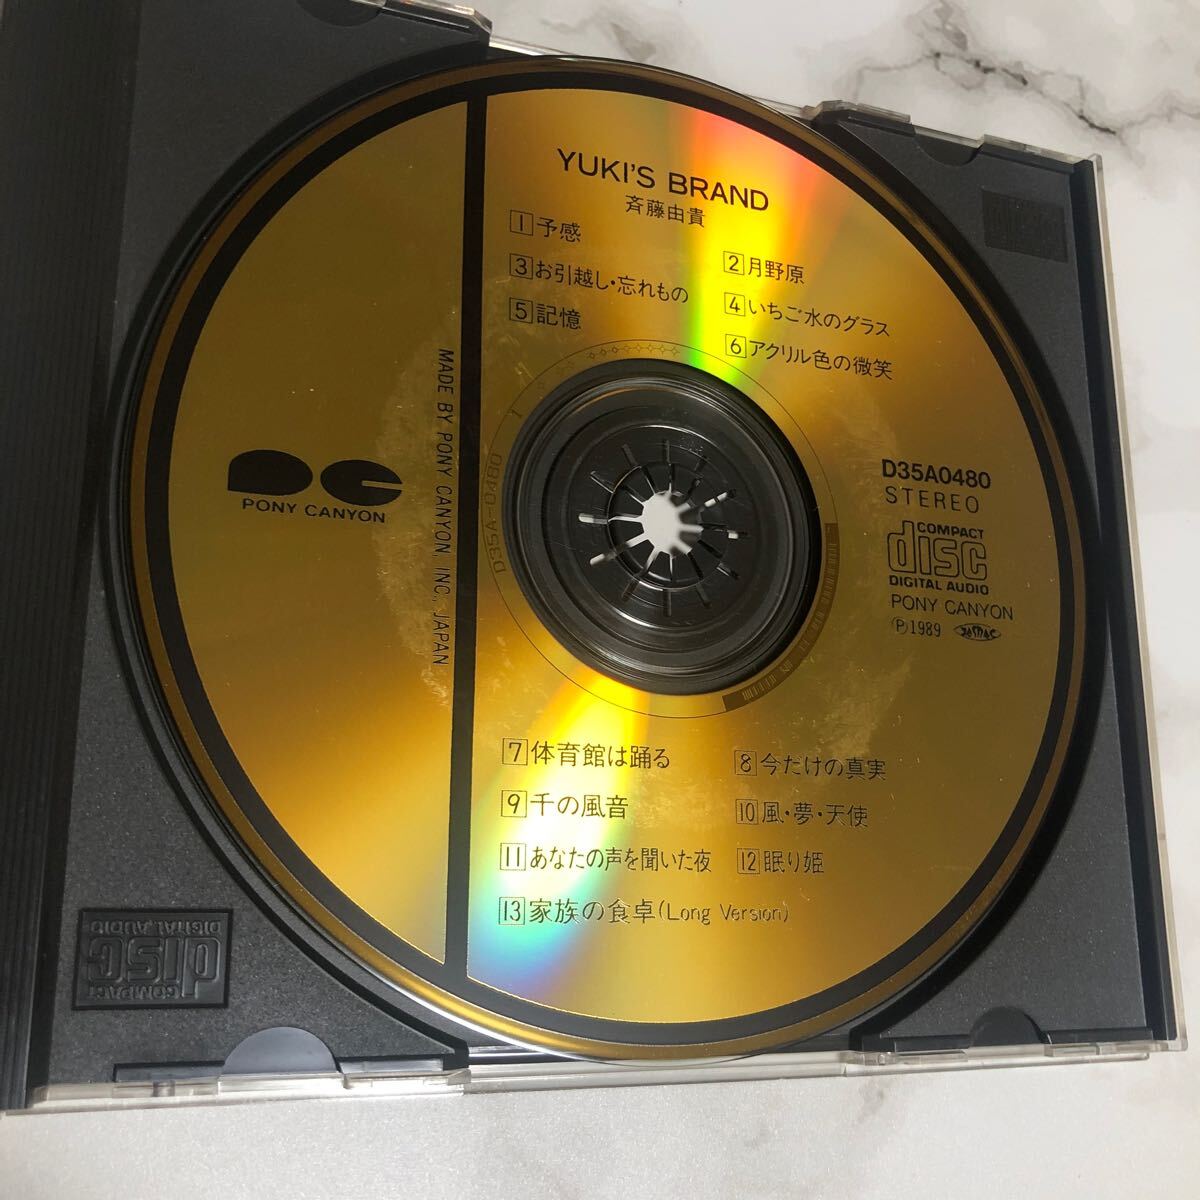 YUKI'S BRAND
斉藤由貴
1 予感
2 月野原
3 お引越し・忘れもの
4 いちご水のグラス
5 記憶
6 アクリル色の微笑
MADE BY PONY CANYON, INC., JAPAN
PONY CANYON
D35A-0480 1
D35A0480
STEREO
COMPACT
disc
DIGITAL AUDIO
PONY CANYON
Ⓟ1989 JASRAC
7 体育館は踊る
8 今だけの真実
9 千の風音
10 風・夢・天使
11 あなたの声を聞いた夜
12 眠り姫
13 家族の食卓(Long Version)
COMPACT
disc
DIGITAL AUDIO